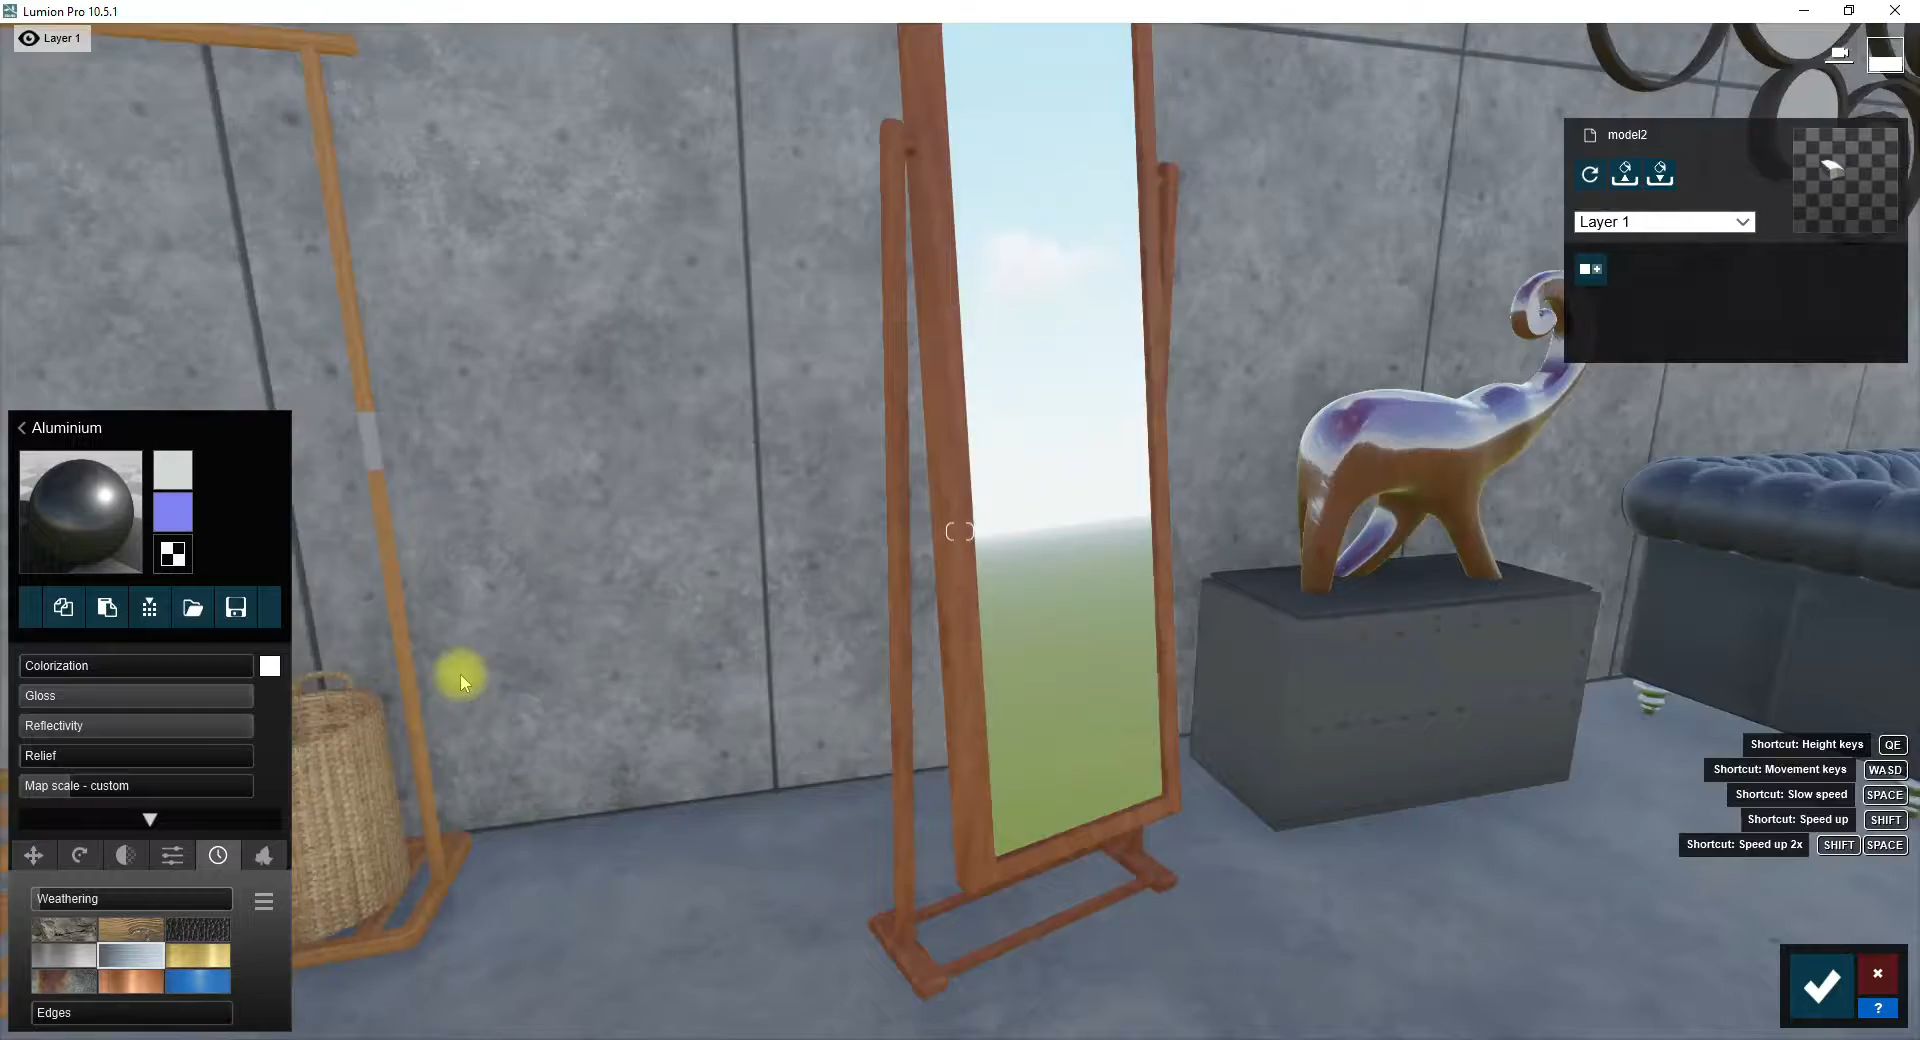 Lumion Pro 10.5.1
Layer 1
model2
Layer 1
Aluminium
Colorization
Gloss
Reflectivity
Relief
Map scale - custom
Weathering
Edges
Shortcut: Height keys QE
Shortcut: Movement keys WASD
Shortcut: Slow speed SPACE
Shortcut: Speed up SHIFT
Shortcut: Speed up 2x SHIFT SPACE
?